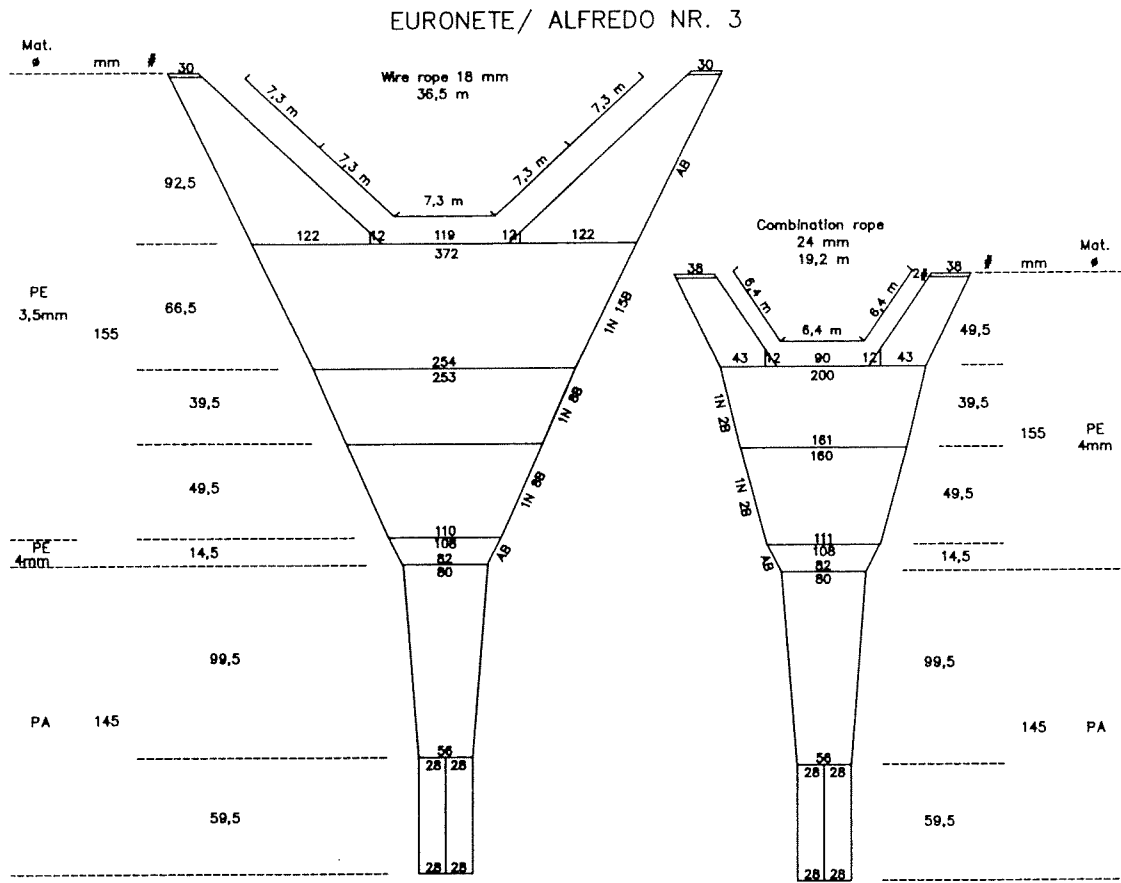 EURONETE/ ALFREDO NR. 3
Mat.
ø mm #
30
Wire rope 18 mm
36,5 m
30
7,3 m
7,3 m
7,3 m
7,3 m
7,3 m
AB
92,5
122 12 119 12 122
372
PE
3,5mm
155
66,5
1N 15B
254
253
39,5
1N 8B
49,5
1N 8B
110
108
PE
4mm
14,5
AB
82
80
99,5
PA 145
56
28 28
59,5
28 28
Combination rope
24 mm
19,2 m
# mm Mat.
ø
38
2#
38
6,4 m
6,4 m
6,4 m
49,5
43 12 90 12 43
200
1N 2B
39,5
161
160
155 PE
4mm
1N 2B
49,5
111
108
AB
14,5
82
80
99,5
145 PA
56
28 28
59,5
28 28